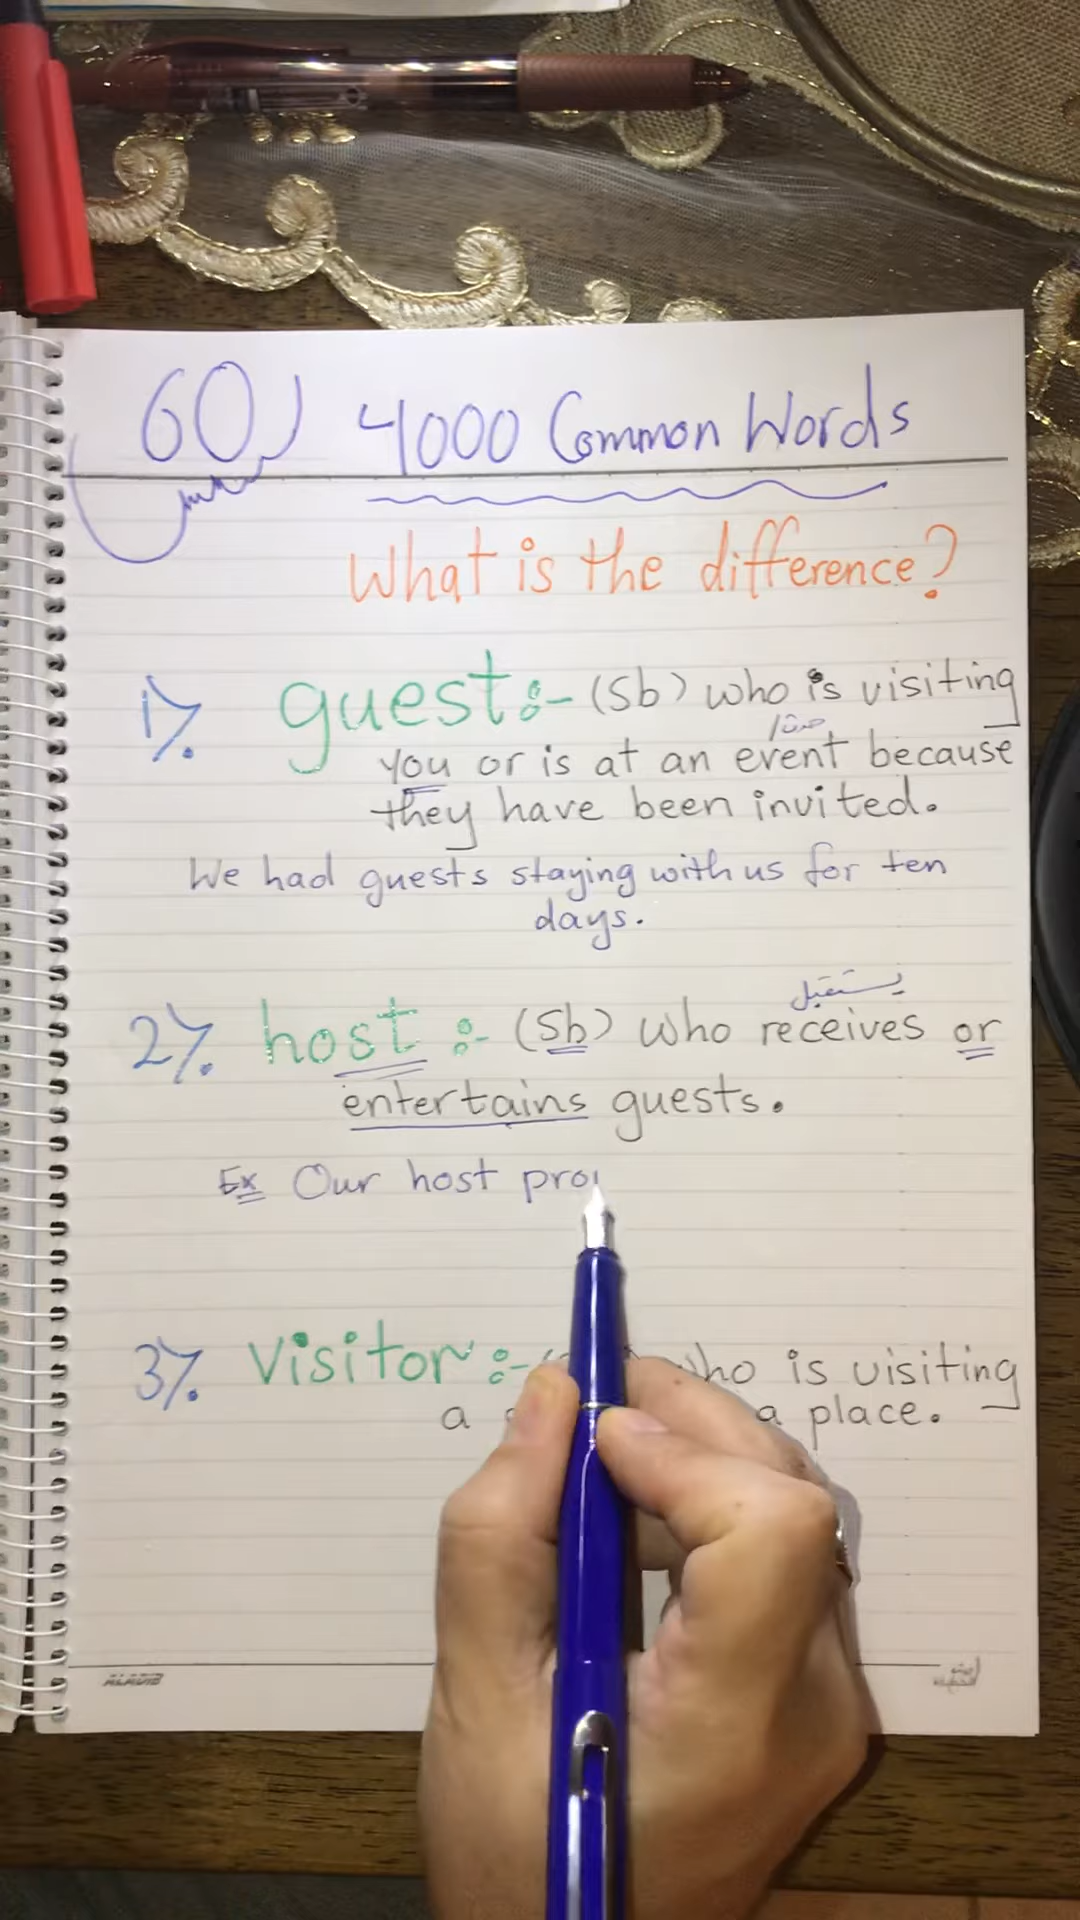 60)
4000 Common Words
What is the difference?
1%. guest:- (Sb) who is visiting
you or is at an event because
they have been invited.
We had guests staying with us for ten
days.
يستقبل
2%. host :- (Sb) who receives or
entertains guests.
Ex Our host pro
3%. Visitor:- who is visiting
a a place.
ALADIB